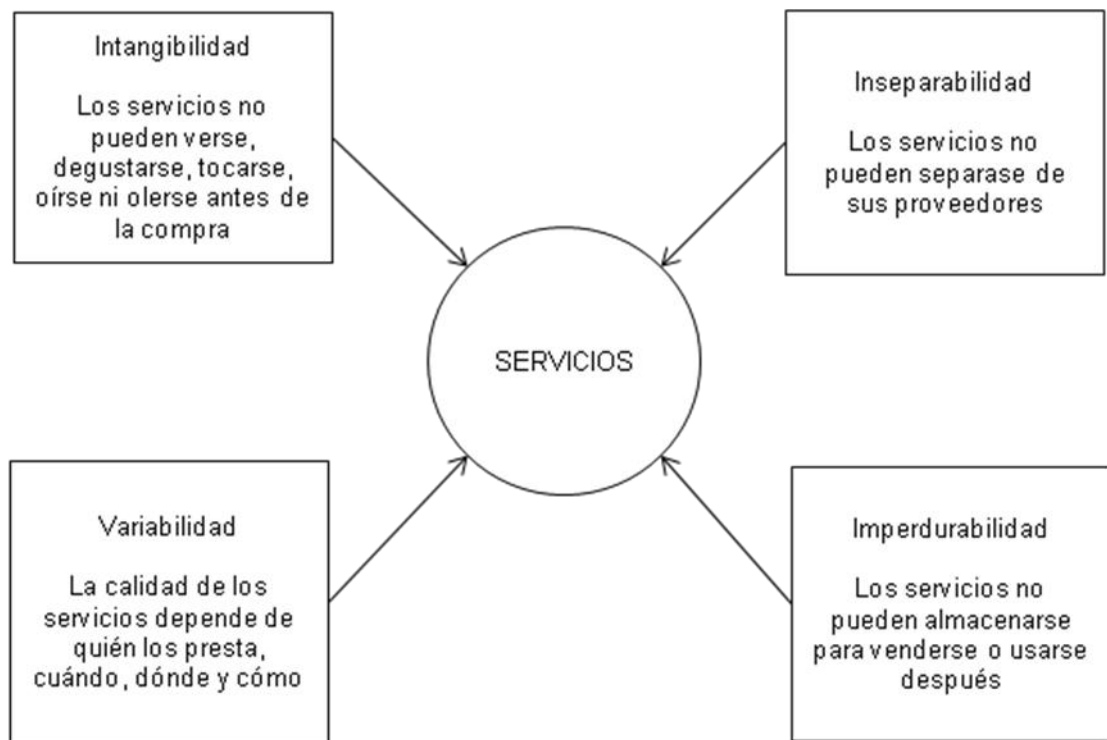 Intangibilidad
Los servicios no
pueden verse,
degustarse, tocarse,
oírse ni olerse antes de
la compra
Inseparabilidad
Los servicios no
pueden separase de
sus proveedores
SERVICIOS
Variabilidad
La calidad de los
servicios depende de
quién los presta,
cuándo, dónde y cómo
Imperdurabilidad
Los servicios no
pueden almacenarse
para venderse o usarse
después